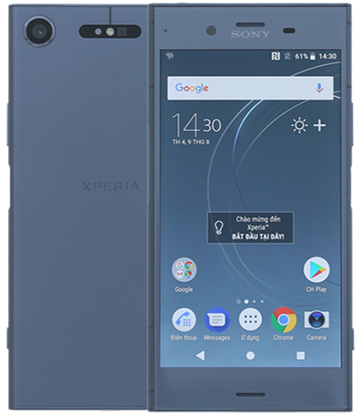 SONY
61% 14:30
Google
14:30
TH 4, 9 THG 8
XPERIA
Chào mừng đến
Xperia™
BẮT ĐẦU TẠI ĐÂY!
Google
CH Play
Điện thoại
Messages
Ứ.dụng
Chrome
Camera